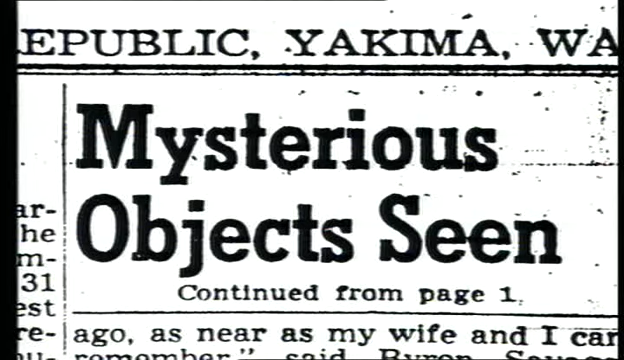 EPUBLIC, YAKIMA, WA
Mysterious
Objects Seen
Continued from page 1.
ago, as near as my wife and I can
remember," said Byron
ar-
he
m-
31
est
re-